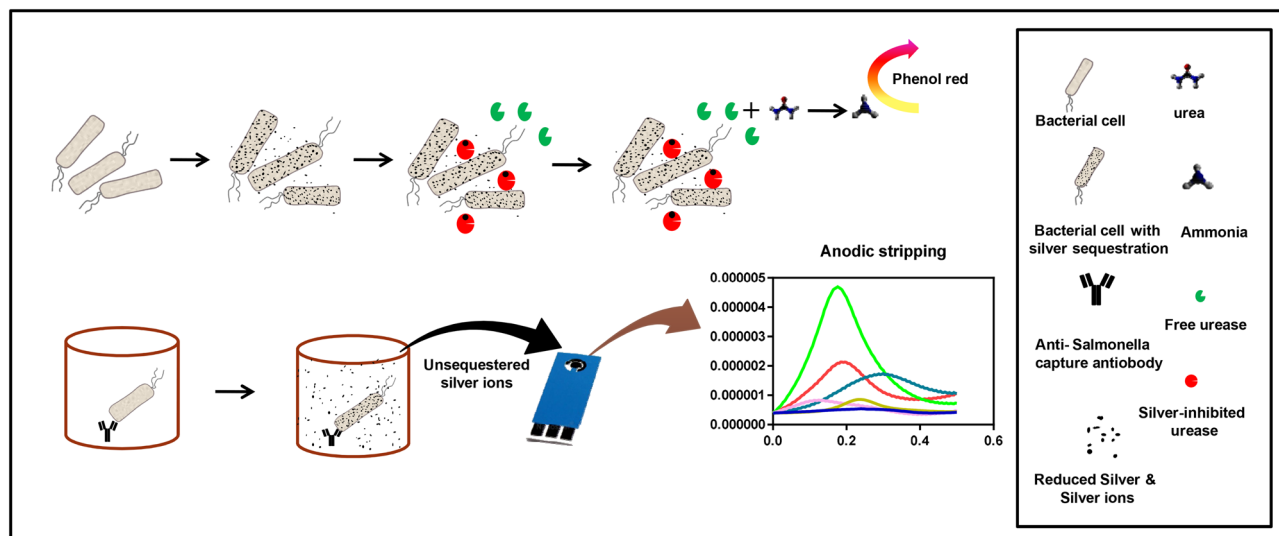 Phenol red
+
Unsequestered
silver ions
Anodic stripping
0.000005
0.000004
0.000003
0.000002
0.000001
0.000000
0.0
0.2
0.4
0.6
Bacterial cell
urea
Bacterial cell with
silver sequestration
Ammonia
Free urease
Anti- Salmonella
capture antiobody
Silver-inhibited
urease
Reduced Silver &
Silver ions